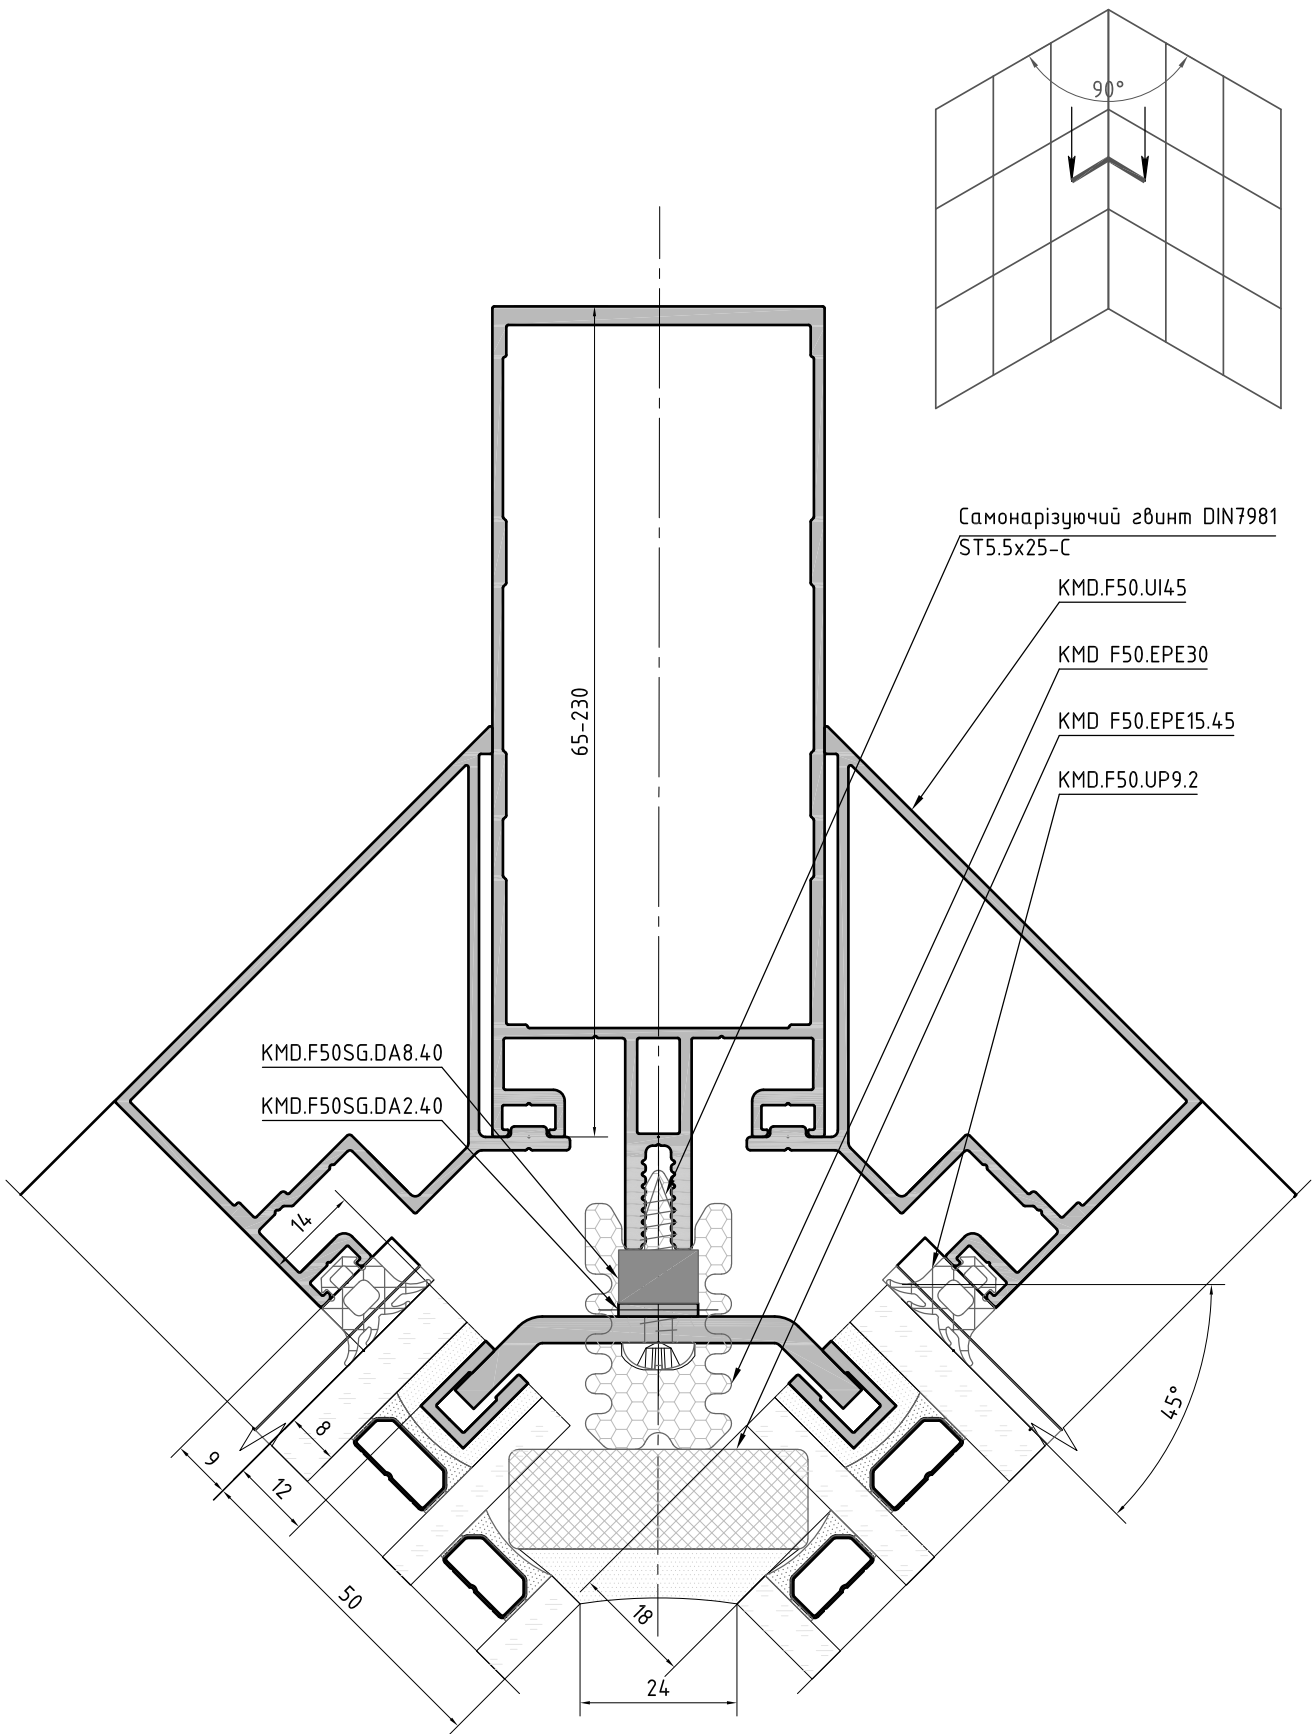 90°
Самонарізуючий гвинт DIN7981
ST5.5x25-C
KMD.F50.UI45
KMD F50.EPE30
KMD F50.EPE15.45
KMD.F50.UP9.2
65-230
KMD.F50SG.DA8.40
KMD.F50SG.DA2.40
14
45°
8
9
12
50
18
24